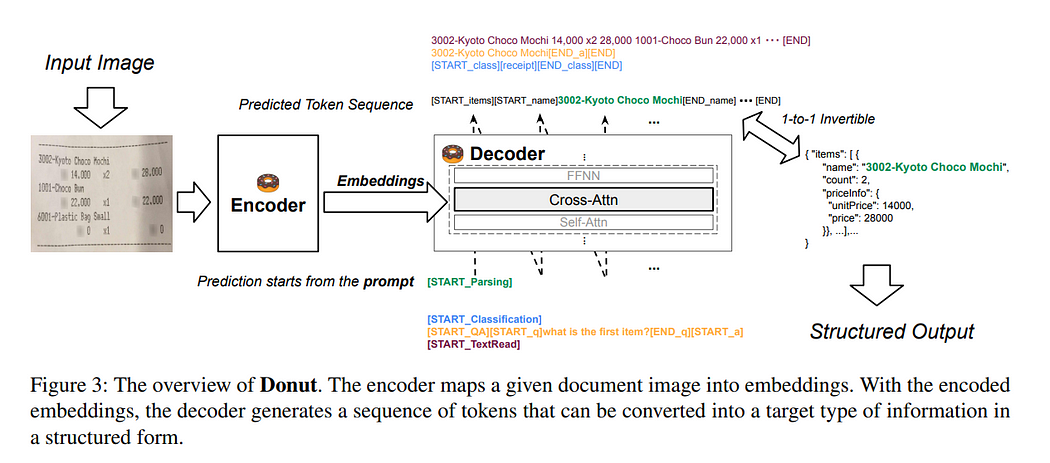 3002-Kyoto Choco Mochi 14,000 x2 28,000 1001-Choco Bun 22,000 x1 ··· [END]
3002-Kyoto Choco Mochi[END_a][END]
[START_class][receipt][END_class][END]
Input Image
Predicted Token Sequence
[START_items][START_name]3002-Kyoto Choco Mochi[END_name] ··· [END]
...
1-to-1 Invertible
3002-Kyoto Choco Mochi
14.000 x2 28.000
1001-Choco Bun
22.000 x1 22.000
6001-Plastic Bag Small
0 x1 0
Encoder
Embeddings
Decoder
FFNN
Cross-Attn
Self-Attn
{ "items": [ {
"name": "3002-Kyoto Choco Mochi",
"count": 2,
"priceInfo": {
"unitPrice": 14000,
"price": 28000
}}, ...],...
}
Prediction starts from the prompt
[START_Parsing]
...
[START_Classification]
[START_QA][START_q]what is the first item?[END_q][START_a]
[START_TextRead]
Structured Output
Figure 3: The overview of Donut. The encoder maps a given document image into embeddings. With the encoded
embeddings, the decoder generates a sequence of tokens that can be converted into a target type of information in
a structured form.